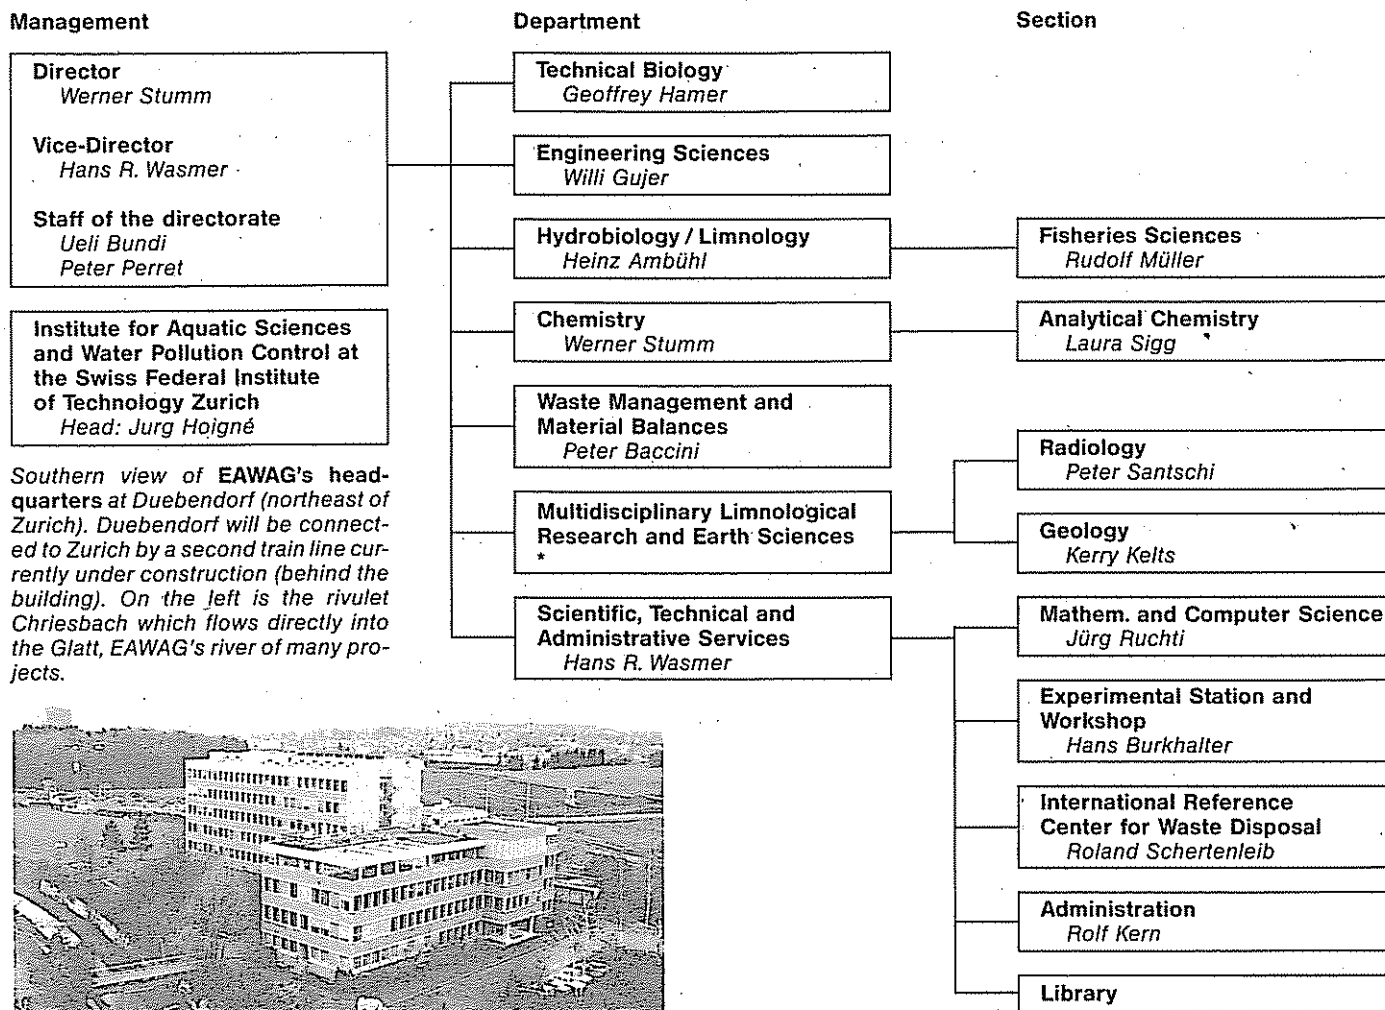 Management
Director
Werner Stumm
Vice-Director
Hans R. Wasmer
Staff of the directorate
Ueli Bundi
Peter Perret
Institute for Aquatic Sciences
and Water Pollution Control at
the Swiss Federal Institute
of Technology Zurich
Head: Jurg Hoigné
Southern view of EAWAG's head-
quarters at Duebendorf (northeast of
Zurich). Duebendorf will be connect-
ed to Zurich by a second train line cur-
rently under construction (behind the
building). On the left is the rivulet
Chriesbach which flows directly into
the Glatt, EAWAG's river of many pro-
jects.
Department
Technical Biology
Geoffrey Hamer
Engineering Sciences
Willi Gujer
Hydrobiology / Limnology
Heinz Ambühl
Chemistry
Werner Stumm
Waste Management and
Material Balances
Peter Baccini
Multidisciplinary Limnological
Research and Earth Sciences
*
Scientific, Technical and
Administrative Services
Hans R. Wasmer
Section
Fisheries Sciences
Rudolf Müller
Analytical Chemistry
Laura Sigg
Radiology
Peter Santschi
Geology
Kerry Kelts
Mathem. and Computer Science
Jürg Ruchti
Experimental Station and
Workshop
Hans Burkhalter
International Reference
Center for Waste Disposal
Roland Schertenleib
Administration
Rolf Kern
Library